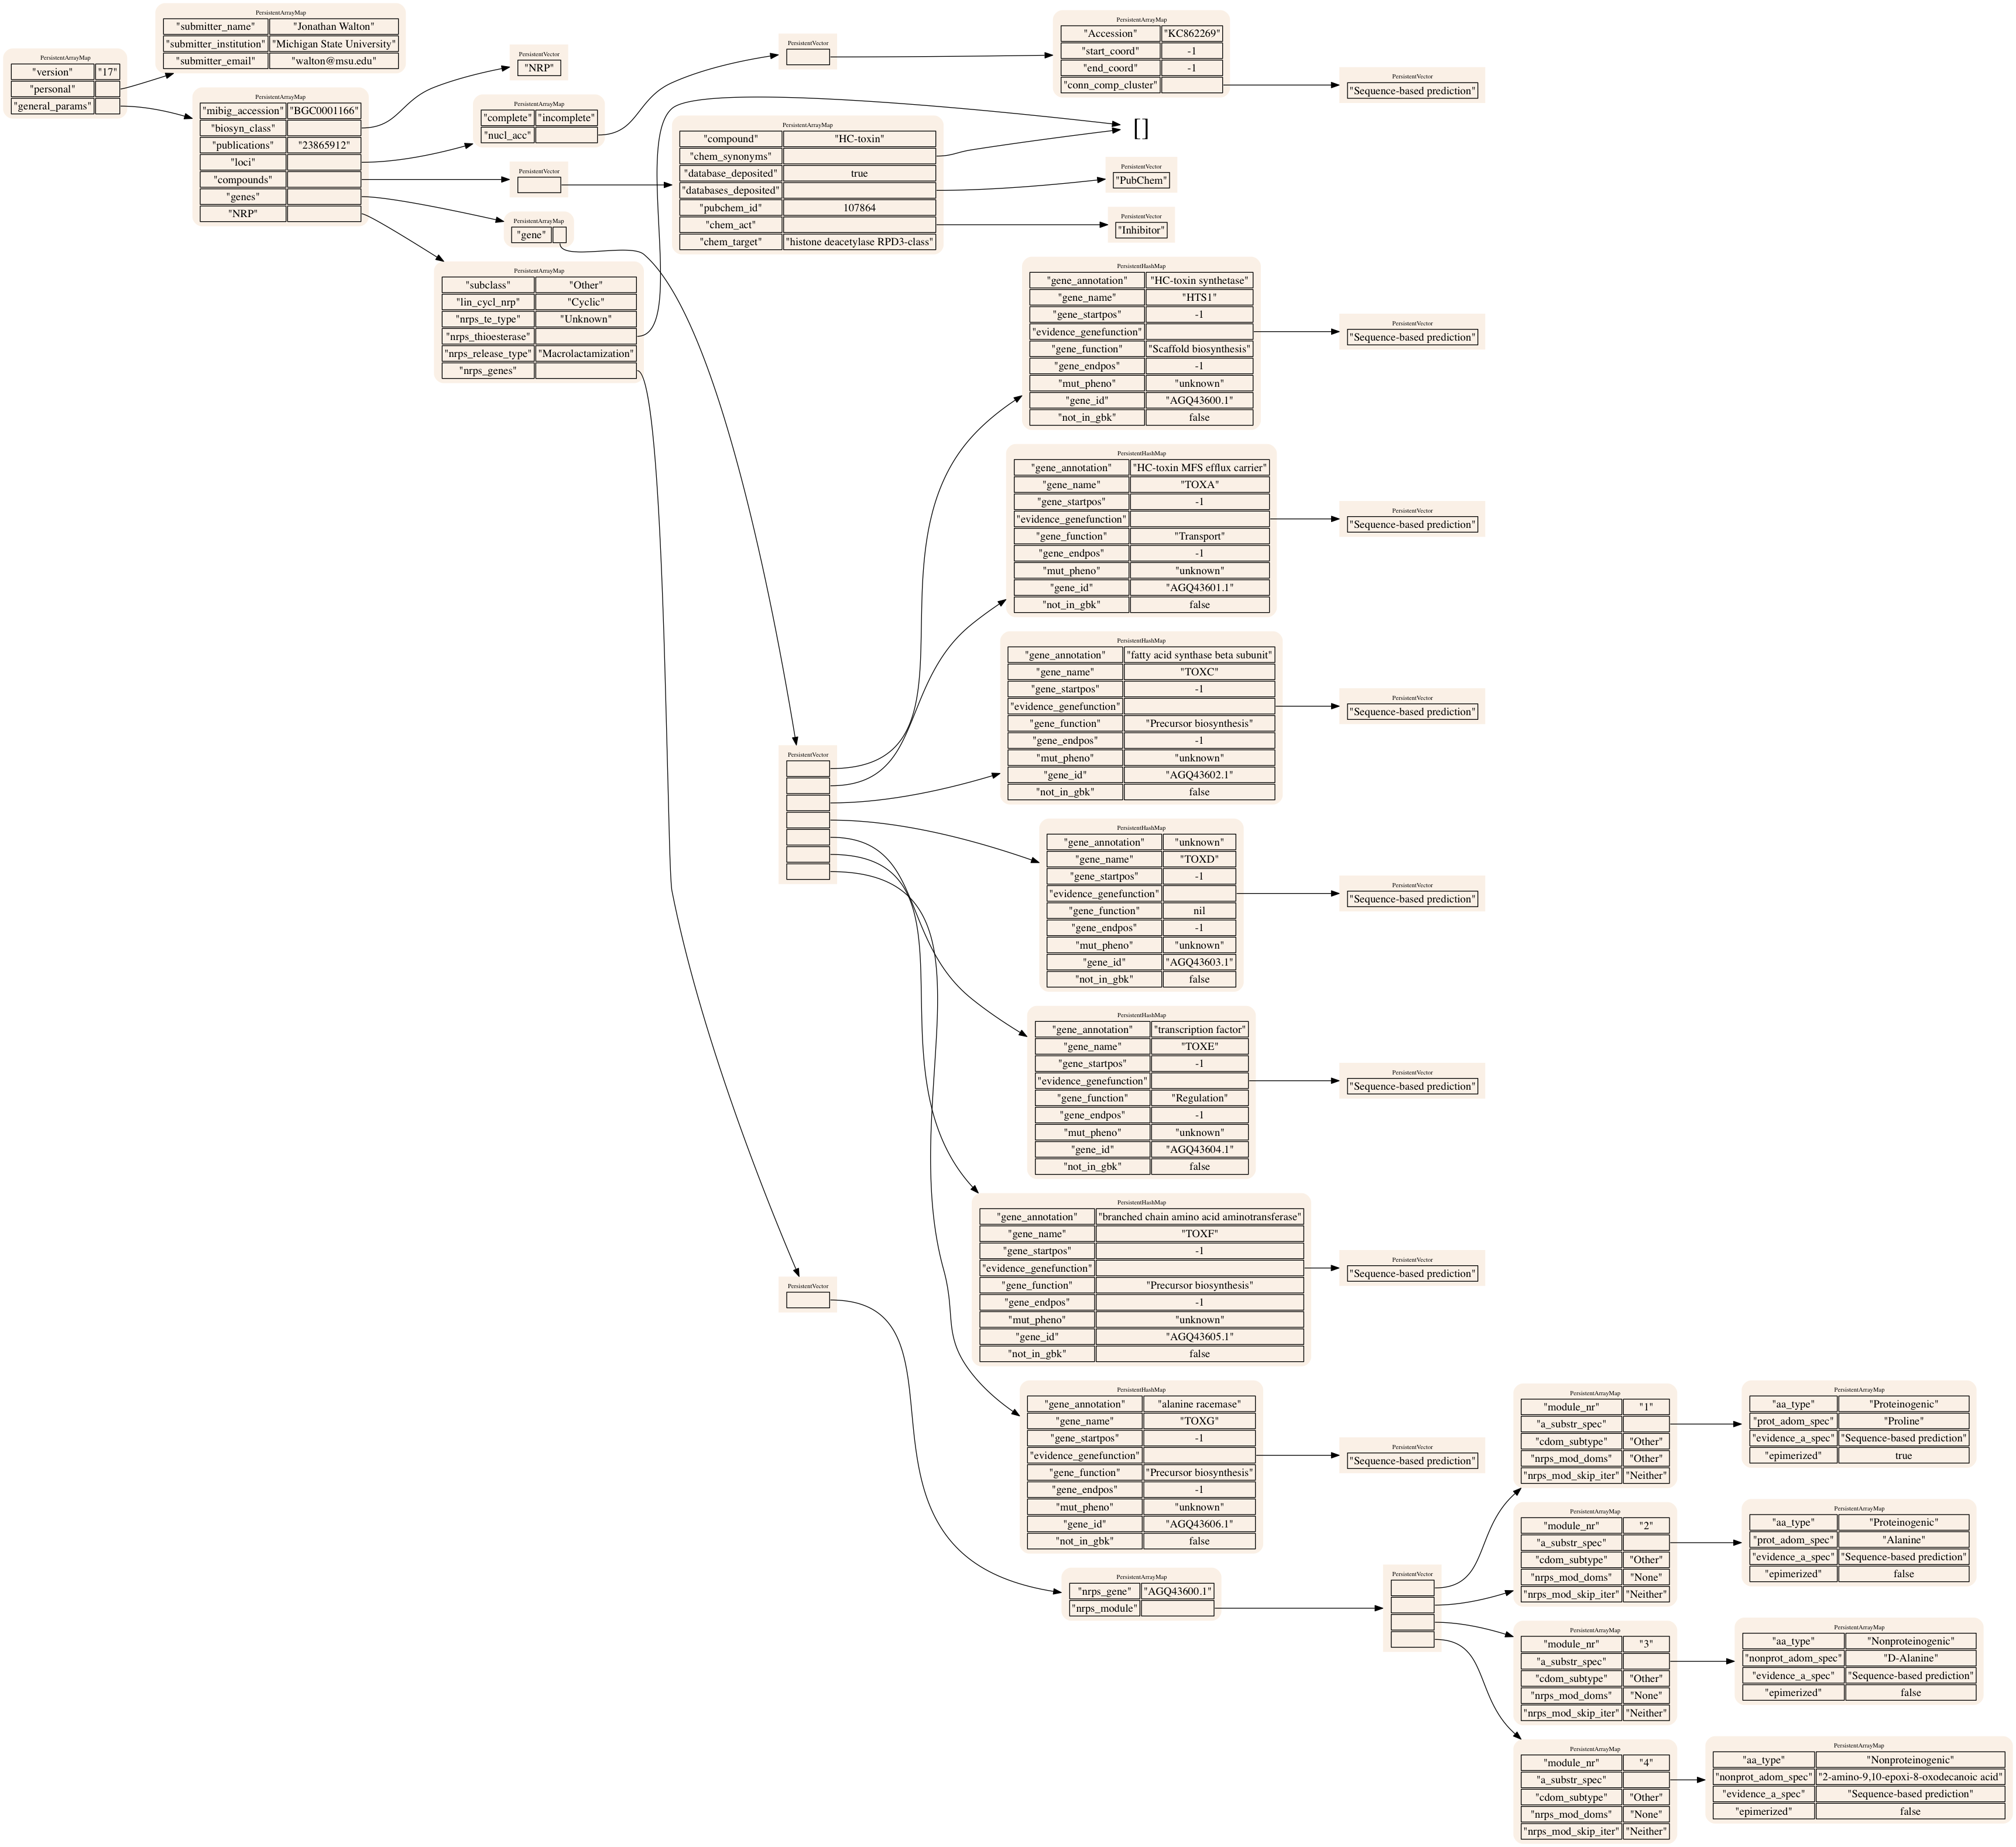 PersistentArrayMap
"version" "17"
"personal"
"general_params"
PersistentArrayMap
"submitter_name" "Jonathan Walton"
"submitter_institution" "Michigan State University"
"submitter_email" "walton@msu.edu"
PersistentArrayMap
"mibig_accession" "BGC0001166"
"biosyn_class"
"publications" "23865912"
"loci"
"compounds"
"genes"
"NRP"
PersistentVector
"NRP"
PersistentArrayMap
"complete" "incomplete"
"nucl_acc"
PersistentVector
PersistentArrayMap
"Accession" "KC862269"
"start_coord" -1
"end_coord" -1
"conn_comp_cluster"
PersistentVector
"Sequence-based prediction"
PersistentVector
PersistentArrayMap
"compound" "HC-toxin"
"chem_synonyms"
"database_deposited" true
"databases_deposited"
"pubchem_id" 107864
"chem_act"
"chem_target" "histone deacetylase RPD3-class"
[]
PersistentVector
"PubChem"
PersistentVector
"Inhibitor"
PersistentArrayMap
"gene"
PersistentArrayMap
"subclass" "Other"
"lin_cycl_nrp" "Cyclic"
"nrps_te_type" "Unknown"
"nrps_thioesterase"
"nrps_release_type" "Macrolactamization"
"nrps_genes"
PersistentVector
PersistentHashMap
"gene_annotation" "HC-toxin synthetase"
"gene_name" "HTS1"
"gene_startpos" -1
"evidence_genefunction"
"gene_function" "Scaffold biosynthesis"
"gene_endpos" -1
"mut_pheno" "unknown"
"gene_id" "AGQ43600.1"
"not_in_gbk" false
PersistentVector
"Sequence-based prediction"
PersistentHashMap
"gene_annotation" "HC-toxin MFS efflux carrier"
"gene_name" "TOXA"
"gene_startpos" -1
"evidence_genefunction"
"gene_function" "Transport"
"gene_endpos" -1
"mut_pheno" "unknown"
"gene_id" "AGQ43601.1"
"not_in_gbk" false
PersistentVector
"Sequence-based prediction"
PersistentHashMap
"gene_annotation" "fatty acid synthase beta subunit"
"gene_name" "TOXC"
"gene_startpos" -1
"evidence_genefunction"
"gene_function" "Precursor biosynthesis"
"gene_endpos" -1
"mut_pheno" "unknown"
"gene_id" "AGQ43602.1"
"not_in_gbk" false
PersistentVector
"Sequence-based prediction"
PersistentHashMap
"gene_annotation" "unknown"
"gene_name" "TOXD"
"gene_startpos" -1
"evidence_genefunction"
"gene_function" nil
"gene_endpos" -1
"mut_pheno" "unknown"
"gene_id" "AGQ43603.1"
"not_in_gbk" false
PersistentVector
"Sequence-based prediction"
PersistentHashMap
"gene_annotation" "transcription factor"
"gene_name" "TOXE"
"gene_startpos" -1
"evidence_genefunction"
"gene_function" "Regulation"
"gene_endpos" -1
"mut_pheno" "unknown"
"gene_id" "AGQ43604.1"
"not_in_gbk" false
PersistentVector
"Sequence-based prediction"
PersistentHashMap
"gene_annotation" "branched chain amino acid aminotransferase"
"gene_name" "TOXF"
"gene_startpos" -1
"evidence_genefunction"
"gene_function" "Precursor biosynthesis"
"gene_endpos" -1
"mut_pheno" "unknown"
"gene_id" "AGQ43605.1"
"not_in_gbk" false
PersistentVector
"Sequence-based prediction"
PersistentHashMap
"gene_annotation" "alanine racemase"
"gene_name" "TOXG"
"gene_startpos" -1
"evidence_genefunction"
"gene_function" "Precursor biosynthesis"
"gene_endpos" -1
"mut_pheno" "unknown"
"gene_id" "AGQ43606.1"
"not_in_gbk" false
PersistentVector
"Sequence-based prediction"
PersistentVector
PersistentArrayMap
"nrps_gene" "AGQ43600.1"
"nrps_module"
PersistentVector
PersistentArrayMap
"module_nr" "1"
"a_substr_spec"
"cdom_subtype" "Other"
"nrps_mod_doms" "Other"
"nrps_mod_skip_iter" "Neither"
PersistentArrayMap
"aa_type" "Proteinogenic"
"prot_adom_spec" "Proline"
"evidence_a_spec" "Sequence-based prediction"
"epimerized" true
PersistentArrayMap
"module_nr" "2"
"a_substr_spec"
"cdom_subtype" "Other"
"nrps_mod_doms" "None"
"nrps_mod_skip_iter" "Neither"
PersistentArrayMap
"aa_type" "Proteinogenic"
"prot_adom_spec" "Alanine"
"evidence_a_spec" "Sequence-based prediction"
"epimerized" false
PersistentArrayMap
"module_nr" "3"
"a_substr_spec"
"cdom_subtype" "Other"
"nrps_mod_doms" "None"
"nrps_mod_skip_iter" "Neither"
PersistentArrayMap
"aa_type" "Nonproteinogenic"
"nonprot_adom_spec" "D-Alanine"
"evidence_a_spec" "Sequence-based prediction"
"epimerized" false
PersistentArrayMap
"module_nr" "4"
"a_substr_spec"
"cdom_subtype" "Other"
"nrps_mod_doms" "None"
"nrps_mod_skip_iter" "Neither"
PersistentArrayMap
"aa_type" "Nonproteinogenic"
"nonprot_adom_spec" "2-amino-9,10-epoxi-8-oxodecanoic acid"
"evidence_a_spec" "Sequence-based prediction"
"epimerized" false